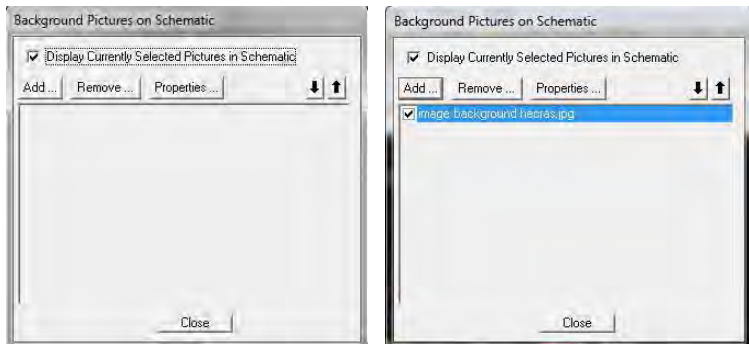 Background Pictures on Schematic
Display Currently Selected Pictures in Schematic
Add ... Remove ... Properties ...
Close
Background Pictures on Schematic
Display Currently Selected Pictures in Schematic
Add ... Remove ... Properties ...
image background hecras.jpg
Close